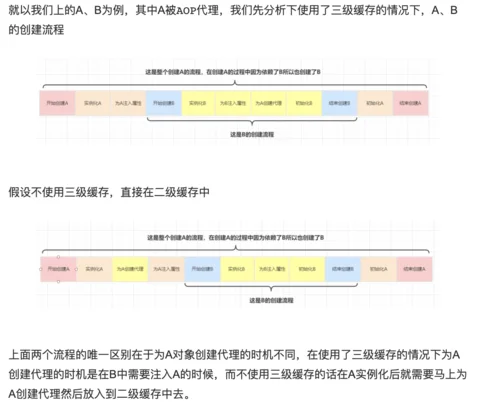 就以我们上的A、B为例，其中A被AOP代理，我们先分析下使用了三级缓存的情况下，A、B
的创建流程
这是整个创建A的流程，在创建A的过程中因为依赖了B所以也创建了B
开始创建A 实例化A 为A注入属性 开始创建B 实例化B 为B注入属性 为A创建代理 初始化B 结束创建B 初始化A 结束创建A
这是B的创建流程
假设不使用三级缓存，直接在二级缓存中
这是整个创建A的流程，在创建A的过程中因为依赖了B所以也创建了B
开始创建A 实例化A 为A创建代理 为A注入属性 开始创建B 实例化B 为B注入属性 初始化B 结束创建B 初始化A 结束创建A
这是B的创建流程
上面两个流程的唯一区别在于为A对象创建代理的时机不同，在使用了三级缓存的情况下为A
创建代理的时机是在B中需要注入A的时候，而不使用三级缓存的话在A实例化后就需要马上为
A创建代理然后放入到二级缓存中去。